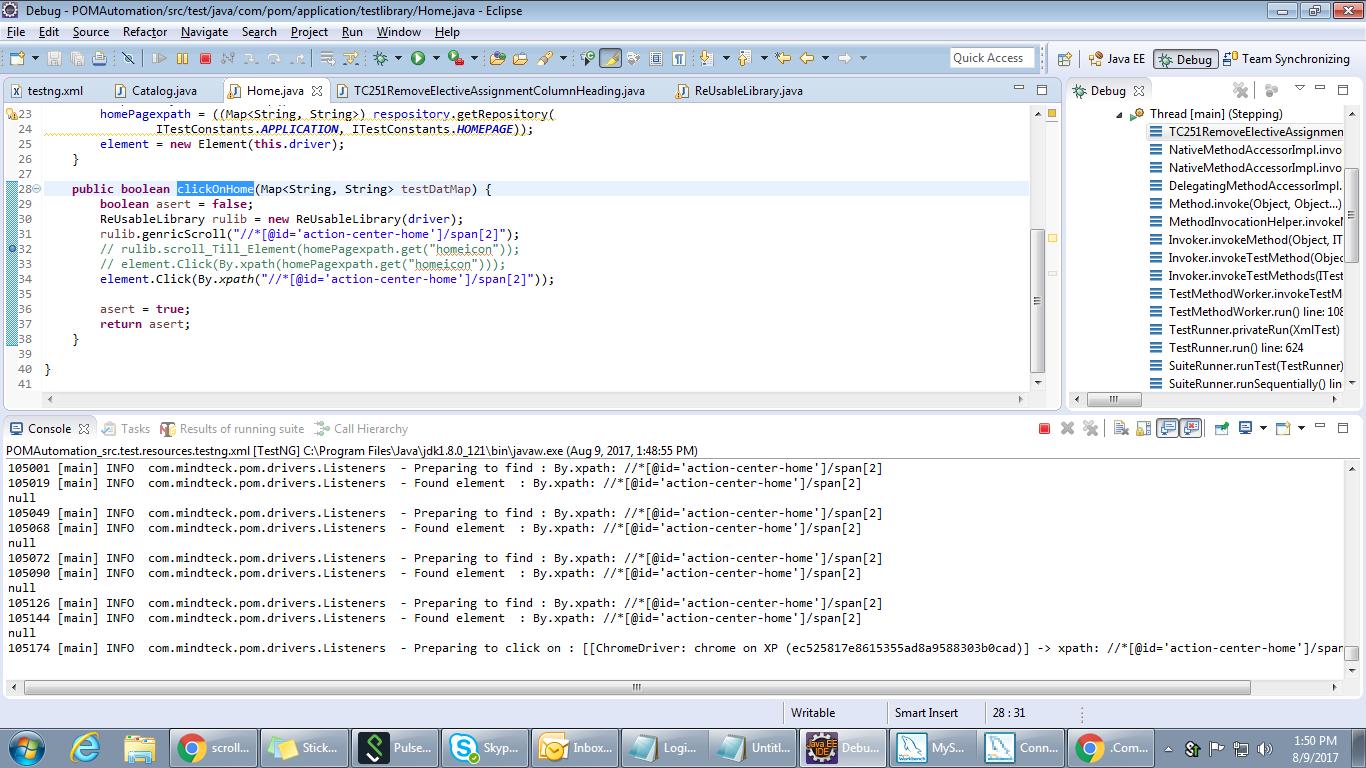 Debug - POMAutomation/src/test/java/com/pom/application/testlibrary/Home.java - Eclipse
File Edit Source Refactor Navigate Search Project Run Window Help
Quick Access Java EE Debug Team Synchronizing
testng.xml Catalog.java Home.java TC251RemoveElectiveAssignmentColumnHeading.java ReUsableLibrary.java
23 homePagexpath = ((Map<String, String>) respository.getRepository(
24 ITestConstants.APPLICATION, ITestConstants.HOMEPAGE));
25 element = new Element(this.driver);
26 }
27
28 public boolean clickOnHome(Map<String, String> testDatMap) {
29 boolean asert = false;
30 ReUsableLibrary rulib = new ReUsableLibrary(driver);
31 rulib.genricScroll("//*[@id='action-center-home']/span[2]");
32 // rulib.scroll_Till_Element(homePagexpath.get("homeicon"));
33 // element.Click(By.xpath(homePagexpath.get("homeicon")));
34 element.Click(By.xpath("//*[@id='action-center-home']/span[2]"));
35
36 asert = true;
37 return asert;
38 }
39
40 }
41
Debug
Thread [main] (Stepping)
TC251RemoveElectiveAssignmen
NativeMethodAccessorImpl.invo
NativeMethodAccessorImpl.invo
DelegatingMethodAccessorImpl.
Method.invoke(Object, Object...)
MethodInvocationHelper.invokeM
Invoker.invokeMethod(Object, IT
Invoker.invokeTestMethod(Objec
Invoker.invokeTestMethods(ITes
TestMethodWorker.invokeTestM
TestMethodWorker.run() line: 108
TestRunner.privateRun(XmlTest)
TestRunner.run() line: 624
SuiteRunner.runTest(TestRunner)
SuiteRunner.runSequentially() lin
Console Tasks Results of running suite Call Hierarchy
POMAutomation_src.test.resources.testng.xml [TestNG] C:\Program Files\Java\jdk1.8.0_121\bin\javaw.exe (Aug 9, 2017, 1:48:55 PM)
105001 [main] INFO com.mindteck.pom.drivers.Listeners - Preparing to find : By.xpath: //*[@id='action-center-home']/span[2]
105019 [main] INFO com.mindteck.pom.drivers.Listeners - Found element : By.xpath: //*[@id='action-center-home']/span[2]
null
105049 [main] INFO com.mindteck.pom.drivers.Listeners - Preparing to find : By.xpath: //*[@id='action-center-home']/span[2]
105068 [main] INFO com.mindteck.pom.drivers.Listeners - Found element : By.xpath: //*[@id='action-center-home']/span[2]
null
105072 [main] INFO com.mindteck.pom.drivers.Listeners - Preparing to find : By.xpath: //*[@id='action-center-home']/span[2]
105090 [main] INFO com.mindteck.pom.drivers.Listeners - Found element : By.xpath: //*[@id='action-center-home']/span[2]
null
105126 [main] INFO com.mindteck.pom.drivers.Listeners - Preparing to find : By.xpath: //*[@id='action-center-home']/span[2]
105144 [main] INFO com.mindteck.pom.drivers.Listeners - Found element : By.xpath: //*[@id='action-center-home']/span[2]
null
105174 [main] INFO com.mindteck.pom.drivers.Listeners - Preparing to click on : [[ChromeDriver: chrome on XP (ec525817e8615355ad8a9588303b0cad)] -> xpath: //*[@id='action-center-home']/span
Writable Smart Insert 28 : 31
scroll... Stick... Pulse... Skyp... Inbox... Logi... Untitl... Debu... MyS... Conn... .Com...
1:50 PM
8/9/2017